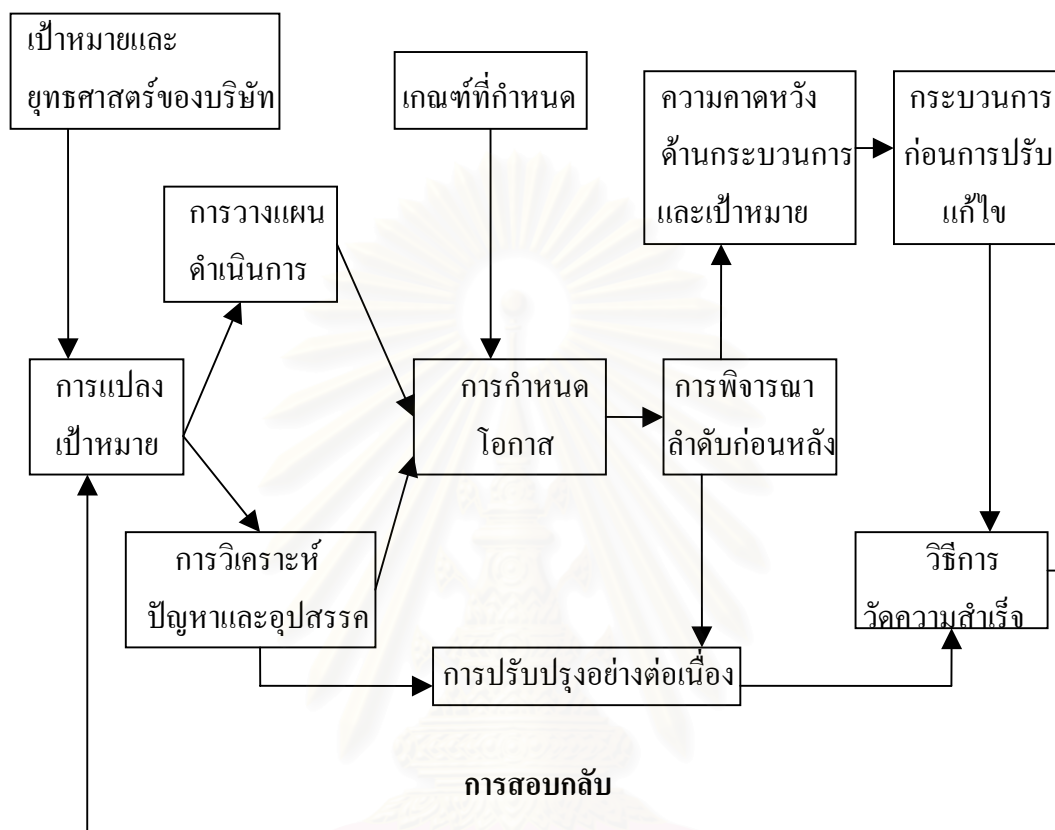 เป้าหมายและ
ยุทธศาสตร์ของบริษัท
เกณฑ์ที่กำหนด
ความคาดหวัง
ด้านกระบวนการ
และเป้าหมาย
กระบวนการ
ก่อนการปรับ
แก้ไข
การวางแผน
ดำเนินการ
การแปลง
เป้าหมาย
การกำหนด
โอกาส
การพิจารณา
ลำดับก่อนหลัง
การวิเคราะห์
ปัญหาและอุปสรรค
วิธีการ
วัดความสำเร็จ
การปรับปรุงอย่างต่อเนื่อง
การสอบกลับ